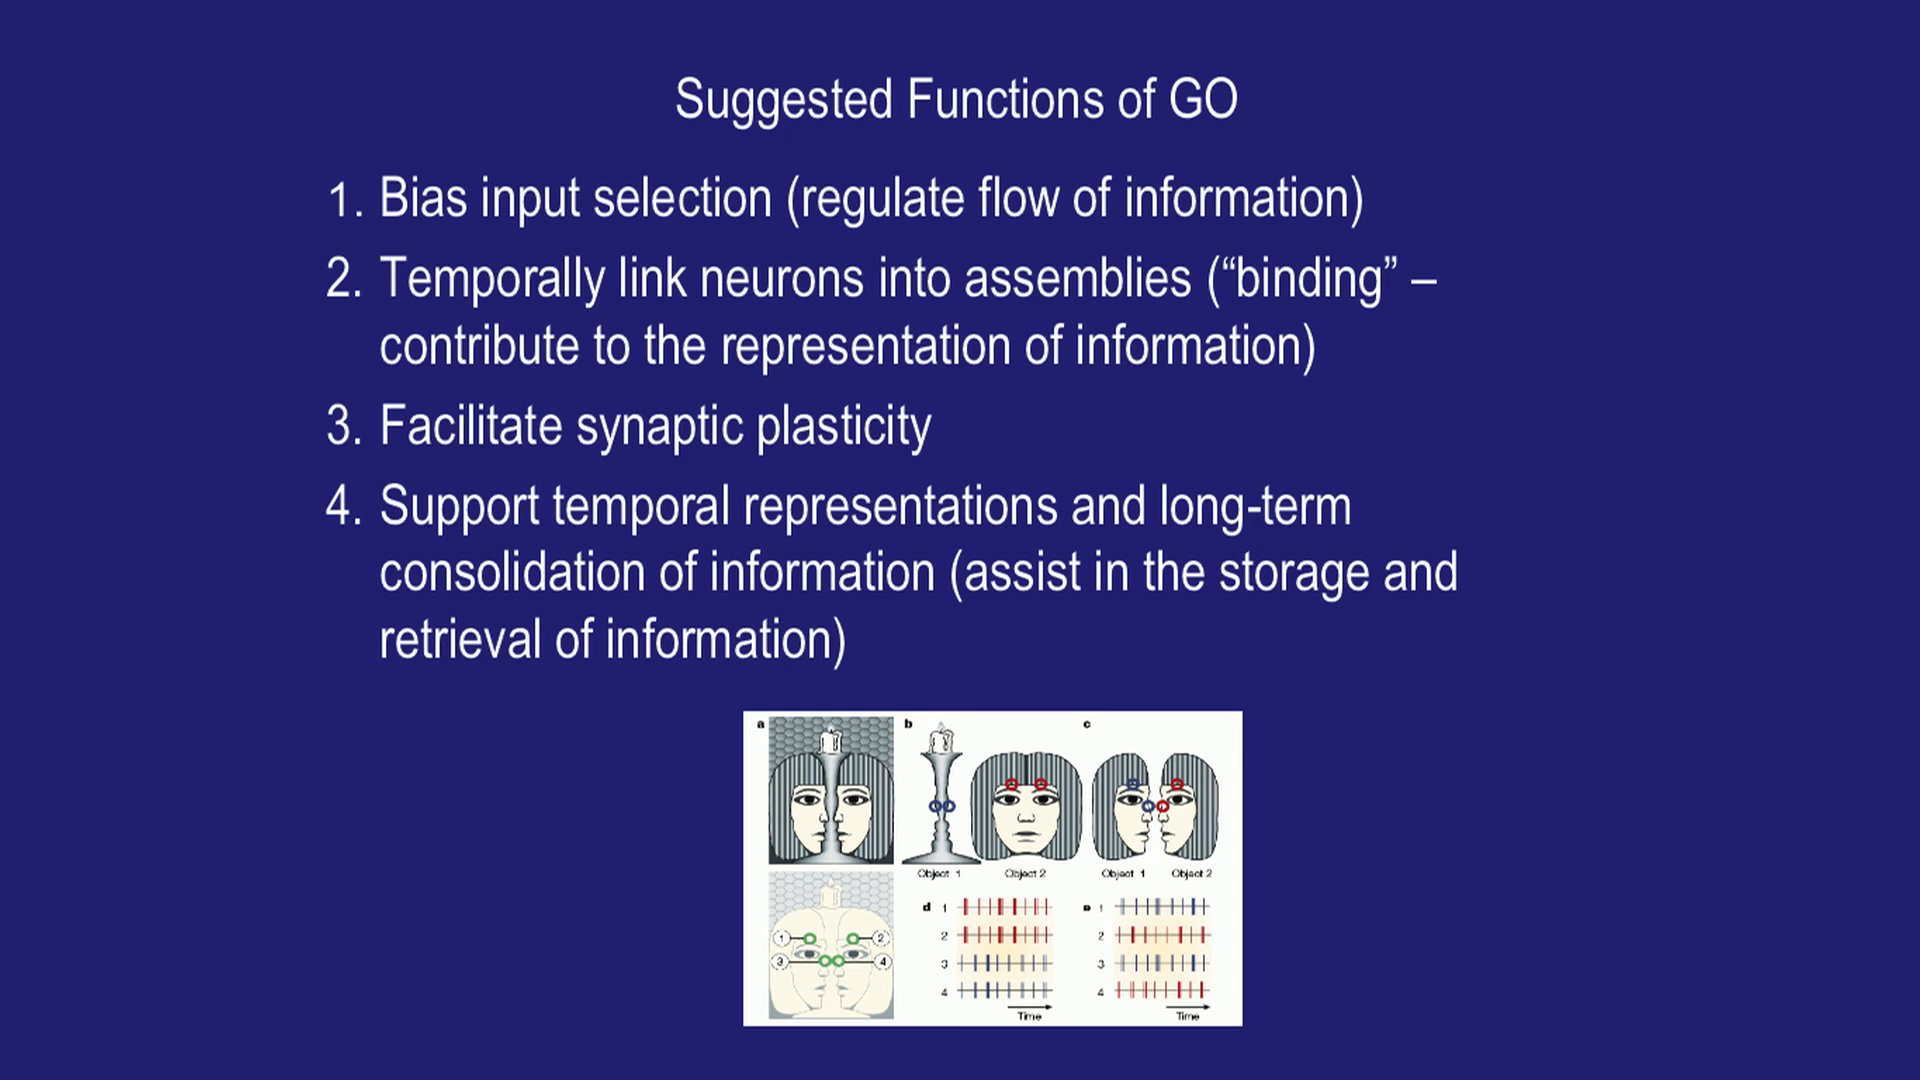 Suggested Functions of GO
1. Bias input selection (regulate flow of information)
2. Temporally link neurons into assemblies (“binding” –
contribute to the representation of information)
3. Facilitate synaptic plasticity
4. Support temporal representations and long-term
consolidation of information (assist in the storage and
retrieval of information)
a
b
c
Object 1
Object 2
Object 1
Object 2
1
2
3
4
d
1
2
3
4
Time
e
1
2
3
4
Time